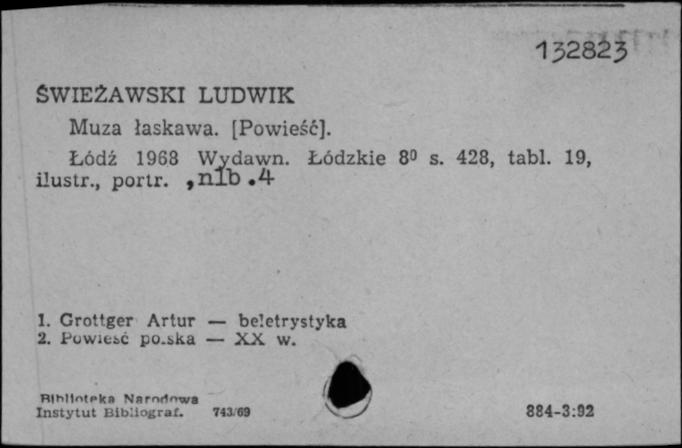 132823
ŚWIEŻAWSKI LUDWIK
Muza łaskawa. [Powieść].
Łódź 1968 Wydawn. Łódzkie 8⁰ s. 428, tabl. 19,
ilustr., portr. ,nlb.4
1. Grottger Artur — beletrystyka
2. Powieść polska — XX w.
Biblioteka Narodowa
Instytut Bibliograf. 743/69
884-3:92